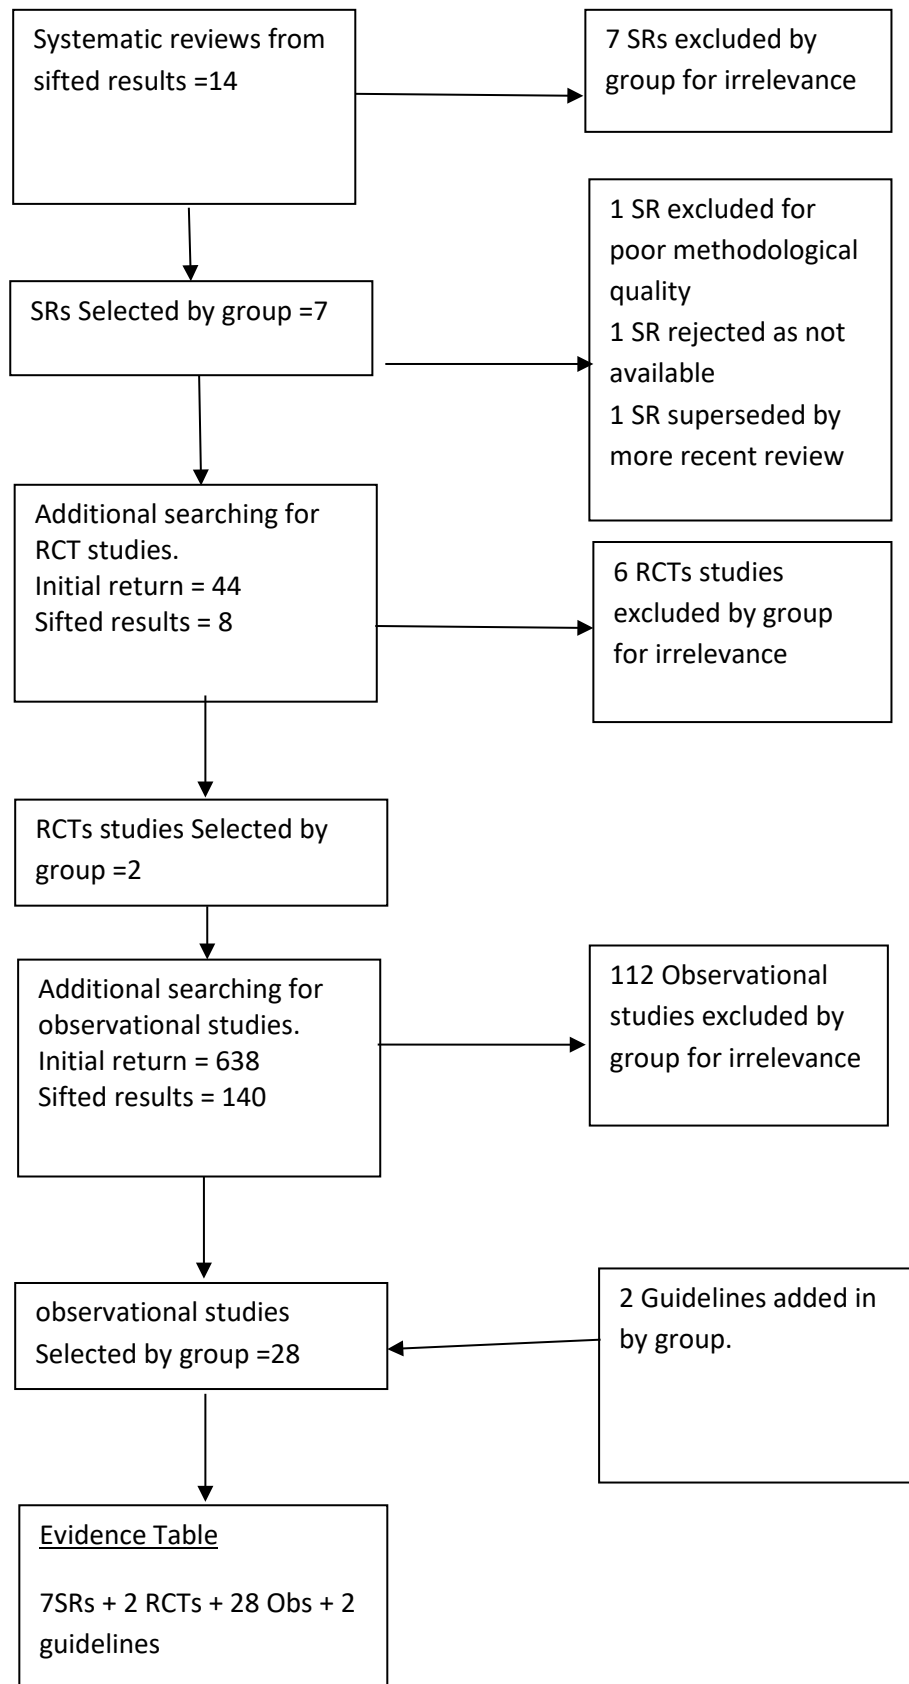 Systematic reviews from
sifted results =14
7 SRs excluded by
group for irrelevance
SRs Selected by group =7
1 SR excluded for
poor methodological
quality
1 SR rejected as not
available
1 SR superseded by
more recent review
Additional searching for
RCT studies.
Initial return = 44
Sifted results = 8
6 RCTs studies
excluded by group
for irrelevance
RCTs studies Selected by
group =2
Additional searching for
observational studies.
Initial return = 638
Sifted results = 140
112 Observational
studies excluded by
group for irrelevance
observational studies
Selected by group =28
2 Guidelines added in
by group.
Evidence Table
7SRs + 2 RCTs + 28 Obs + 2
guidelines